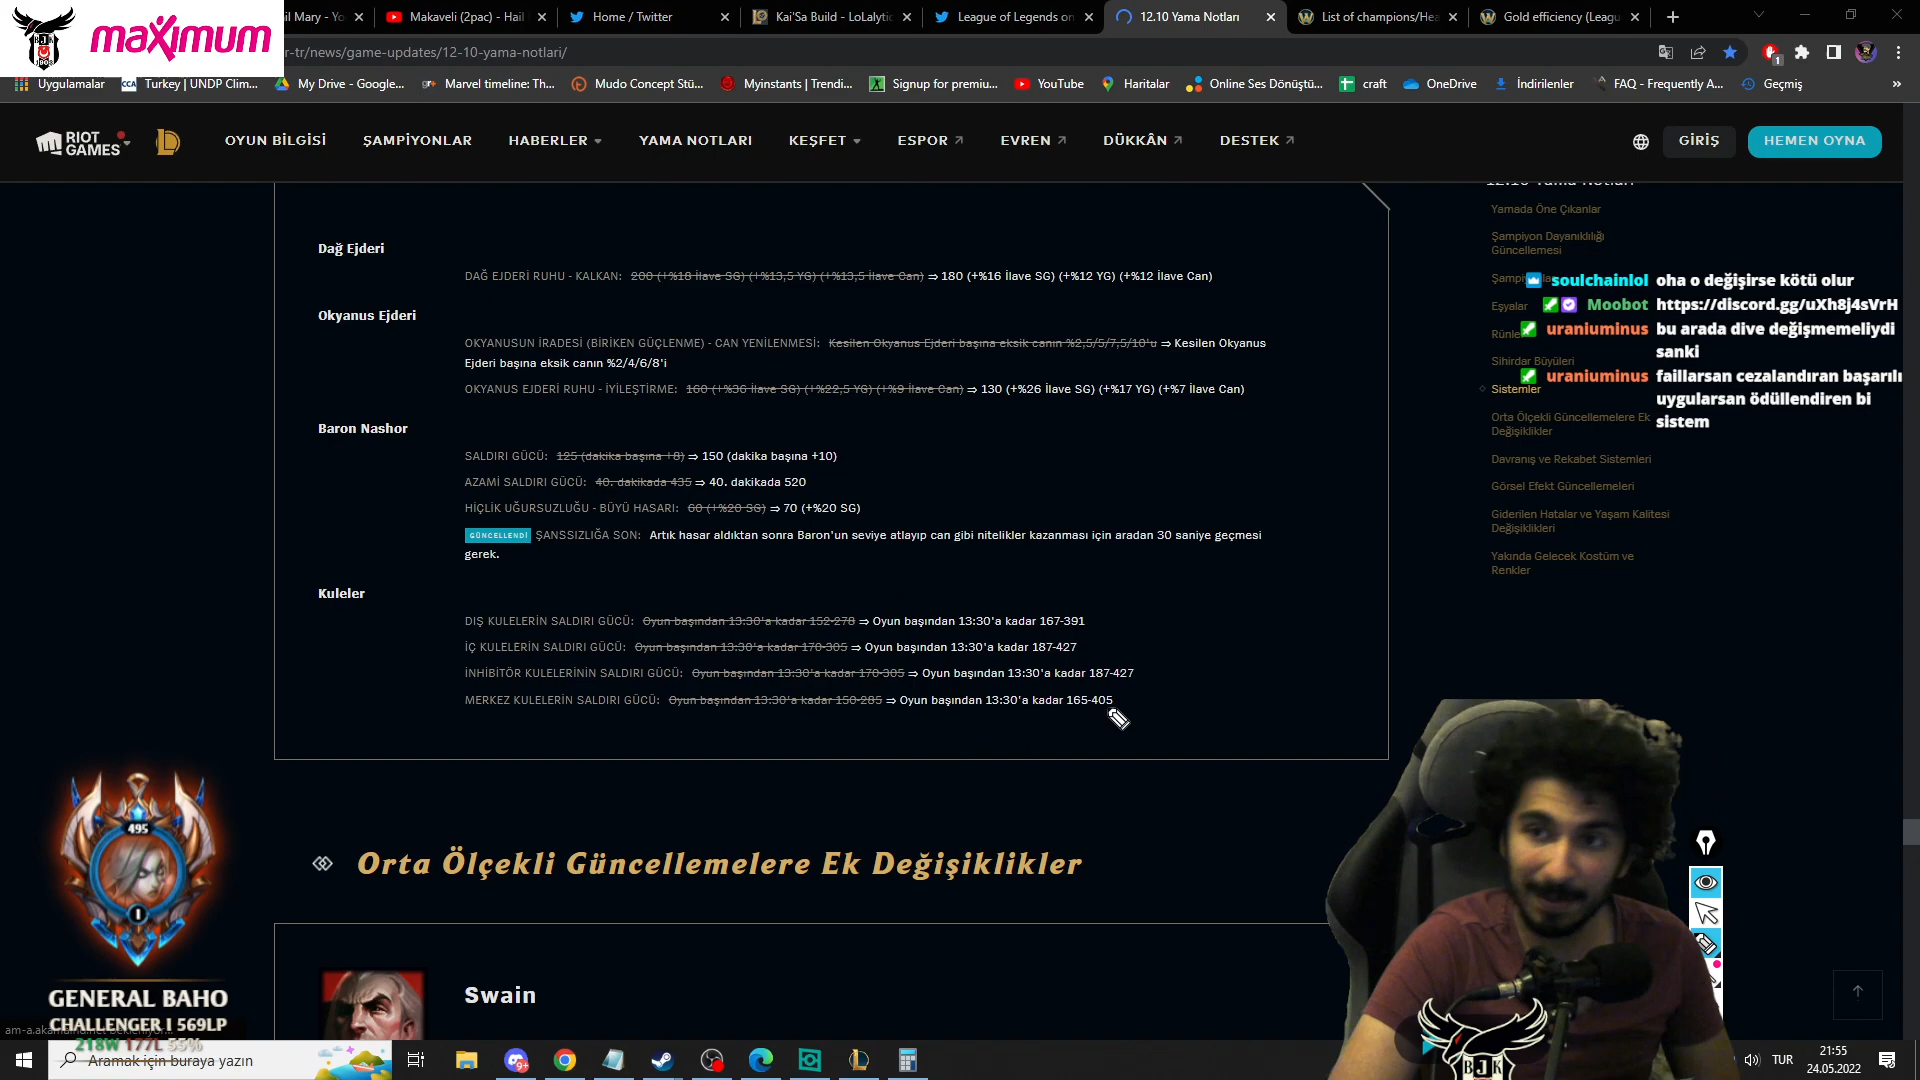 BJK
maximum
Makaveli (2pac) - Hail
Home / Twitter
Kai'Sa Build - LoLalytic
League of Legends on
12.10 Yama Notları
List of champions/Hea
Gold efficiency (Leagu
r-tr/news/game-updates/12-10-yama-notlari/
Uygulamalar
Turkey | UNDP Clim...
My Drive - Google...
Marvel timeline: Th...
Mudo Concept Stü...
Myinstants | Trendi...
Signup for premiu...
YouTube
Haritalar
Online Ses Dönüştü...
craft
OneDrive
İndirilenler
FAQ - Frequently A...
Geçmiş
»
RIOT GAMES
OYUN BİLGİSİ
ŞAMPİYONLAR
HABERLER
YAMA NOTLARI
KEŞFET
ESPOR
EVREN
DÜKKÂN
DESTEK
GİRİŞ
HEMEN OYNA
Dağ Ejderi
DAĞ EJDERİ RUHU - KALKAN: 200 (+%18 İlave SG) (+%13,5 YG) (+%13,5 İlave Can) ⇒ 180 (+%16 İlave SG) (+%12 YG) (+%12 İlave Can)
Okyanus Ejderi
OKYANUSUN İRADESİ (BİRİKEN GÜÇLENME) - CAN YENİLENMESİ: Kesilen Okyanus Ejderi başına eksik canın %2,5/5/7,5/10'u ⇒ Kesilen Okyanus
Ejderi başına eksik canın %2/4/6/8'i
OKYANUS EJDERİ RUHU - İYİLEŞTİRME: 160 (+%36 İlave SG) (+%22,5 YG) (+%9 İlave Can) ⇒ 130 (+%26 İlave SG) (+%17 YG) (+%7 İlave Can)
Baron Nashor
SALDIRI GÜCÜ: 125 (dakika başına +8) ⇒ 150 (dakika başına +10)
AZAMİ SALDIRI GÜCÜ: 40. dakikada 435 ⇒ 40. dakikada 520
HİÇLİK UĞURSUZLUĞU - BÜYÜ HASARI: 60 (+%20 SG) ⇒ 70 (+%20 SG)
GÜNCELLENDİ ŞANSSIZLIĞA SON: Artık hasar aldıktan sonra Baron'un seviye atlayıp can gibi nitelikler kazanması için aradan 30 saniye geçmesi
gerek.
Kuleler
DIŞ KULELERİN SALDIRI GÜCÜ: Oyun başından 13:30'a kadar 152-278 ⇒ Oyun başından 13:30'a kadar 167-391
İÇ KULELERİN SALDIRI GÜCÜ: Oyun başından 13:30'a kadar 170-305 ⇒ Oyun başından 13:30'a kadar 187-427
İNHİBİTÖR KULELERİNİN SALDIRI GÜCÜ: Oyun başından 13:30'a kadar 170-305 ⇒ Oyun başından 13:30'a kadar 187-427
MERKEZ KULELERİN SALDIRI GÜCÜ: Oyun başından 13:30'a kadar 150-285 ⇒ Oyun başından 13:30'a kadar 165-405
Orta Ölçekli Güncellemelere Ek Değişiklikler
Swain
12.10 Yama Notları
Yamada Öne Çıkanlar
Şampiyon Dayanıklılığı
Güncellemesi
Eşyalar
Sihirdar Büyüleri
Sistemler
Orta Ölçekli Güncellemelere Ek
Değişiklikler
Davranış ve Rekabet Sistemleri
Görsel Efekt Güncellemeleri
Giderilen Hatalar ve Yaşam Kalitesi
Değişiklikleri
Yakında Gelecek Kostüm ve
Renkler
soulchainlol oha o değişirse kötü olur
Moobot https://discord.gg/uXh8j4sVrH
uraniuminus bu arada dive değişmemeliydi
sanki
uraniuminus faillarsan cezalandıran başarılı
uygularsan ödüllendiren bi
sistem
495
I
GENERAL BAHO
CHALLENGER I 569LP
218W 177L 55%
Aramak için buraya yazın
9+
BJK
TUR
21:55
24.05.2022